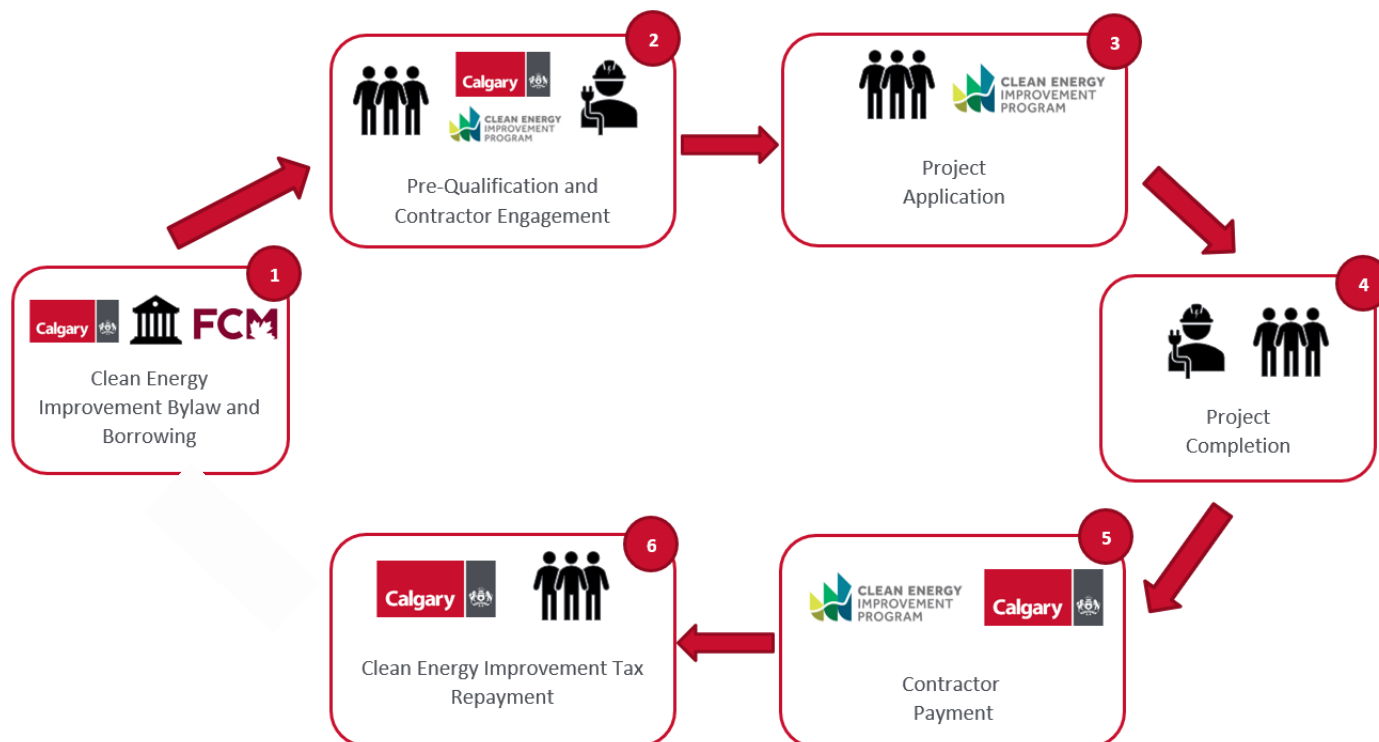 1
Calgary
FCM
Clean Energy
Improvement Bylaw and
Borrowing
2
Calgary
CLEAN ENERGY
IMPROVEMENT
PROGRAM
Pre-Qualification and
Contractor Engagement
3
CLEAN ENERGY
IMPROVEMENT
PROGRAM
Project
Application
4
Project
Completion
5
CLEAN ENERGY
IMPROVEMENT
PROGRAM
Calgary
Contractor
Payment
6
Calgary
Clean Energy Improvement Tax
Repayment